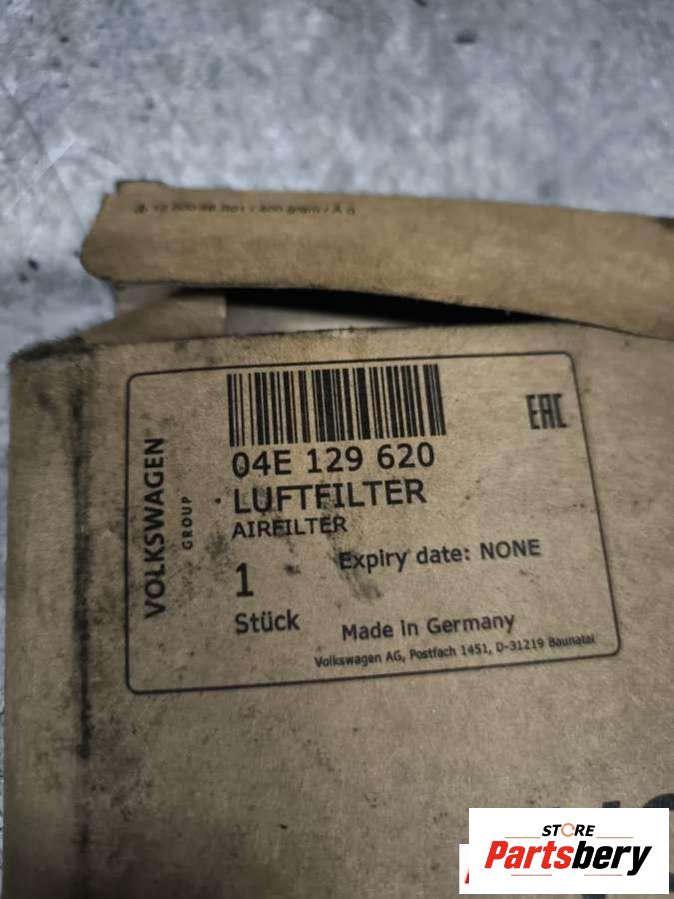 04E 129 620
LUFTFILTER
AIRFILTER
VOLKSWAGEN
GROUP
EAC
Expiry date: NONE
1
Stück
Made in Germany
Volkswagen AG, Postfach 1451, D-31219 Baunatal
STORE
Partsbery